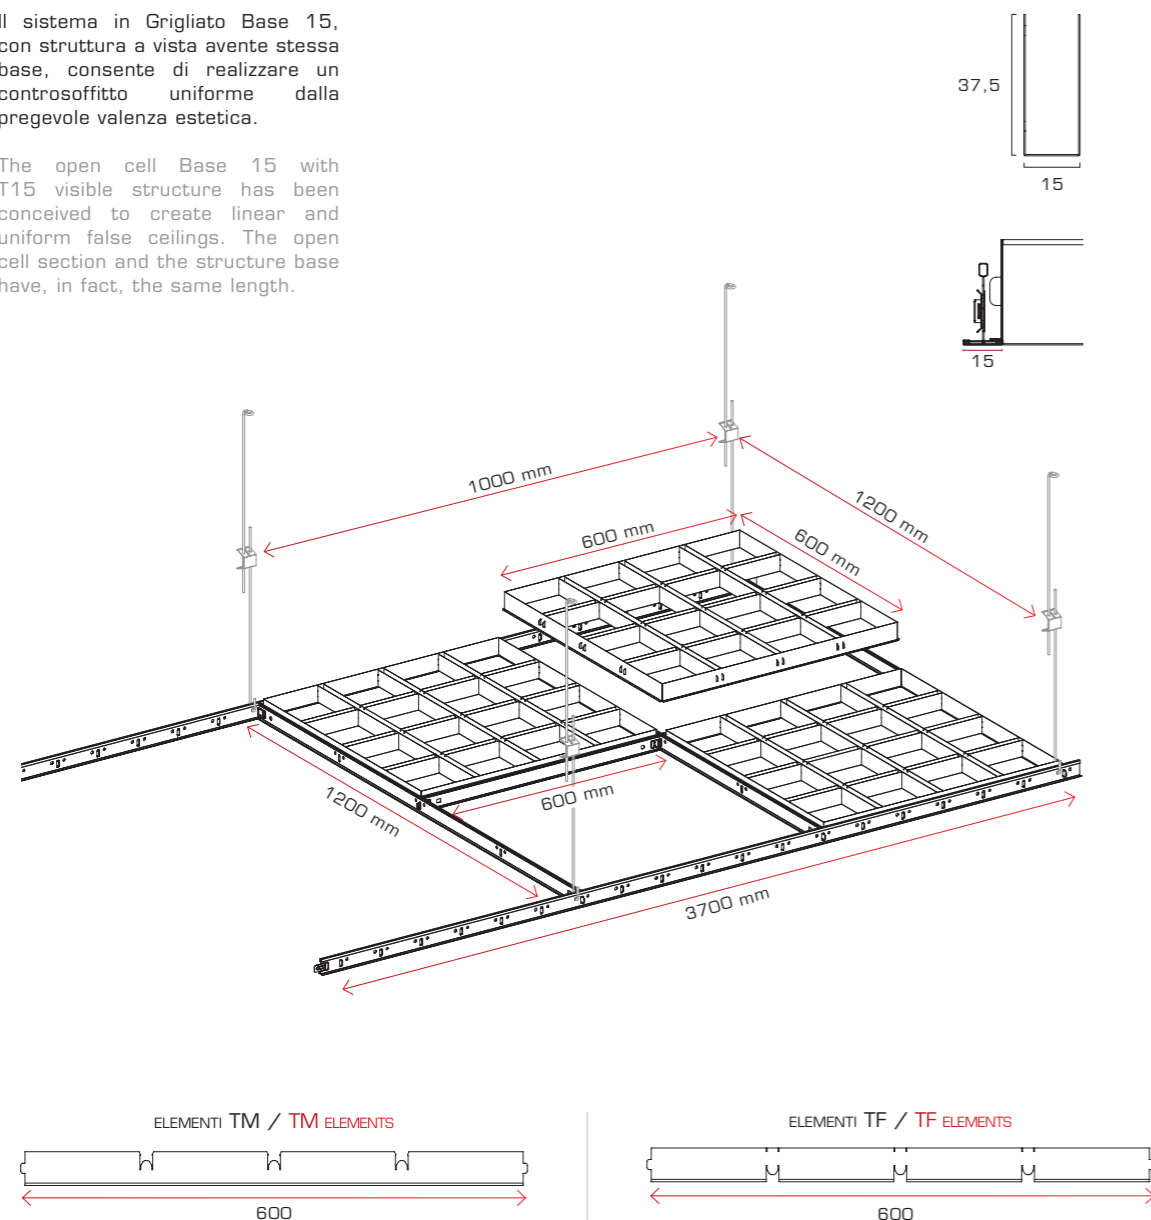 Il sistema in Grigliato Base 15,
con struttura a vista avente stessa
base, consente di realizzare un
controsoffitto uniforme dalla
pregevole valenza estetica.
The open cell Base 15 with
T15 visible structure has been
conceived to create linear and
uniform false ceilings. The open
cell section and the structure base
have, in fact, the same length.
37,5
15
15
1000 mm
1200 mm
600 mm
600 mm
1200 mm
600 mm
3700 mm
ELEMENTI TM / TM ELEMENTS
600
ELEMENTI TF / TF ELEMENTS
600